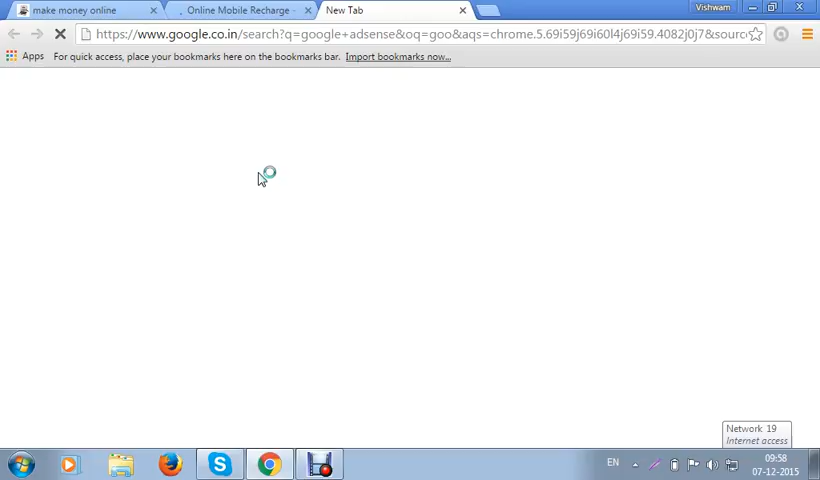 make money online
Online Mobile Recharge
New Tab
Vishwam
https://www.google.co.in/search?q=google+adsense&oq=goo&aqs=chrome.5.69i59j69i60l4j69i59.4082j0j7&sourc
Apps
For quick access, place your bookmarks here on the bookmarks bar. Import bookmarks now...
Network 19
Internet access
EN
09:58
07-12-2015